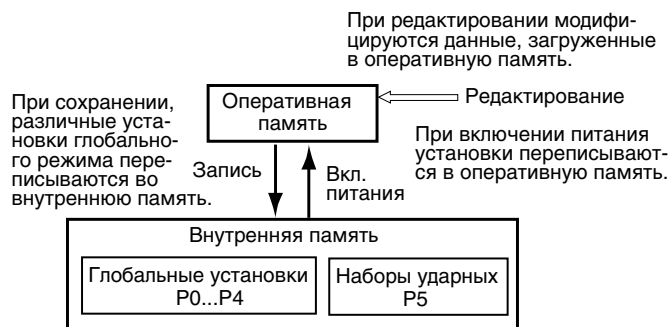 При редактировании модифи-
цируются данные, загруженные
в оперативную память.
Оперативная
память
Редактирование
При сохранении,
различные уста-
новки глобально-
го режима пере-
писываются во
внутреннюю память.
Запись
Вкл.
питания
При включении питания
установки переписывают-
ся в оперативную память.
Внутренняя память
Глобальные установки
P0...P4
Наборы ударных
P5